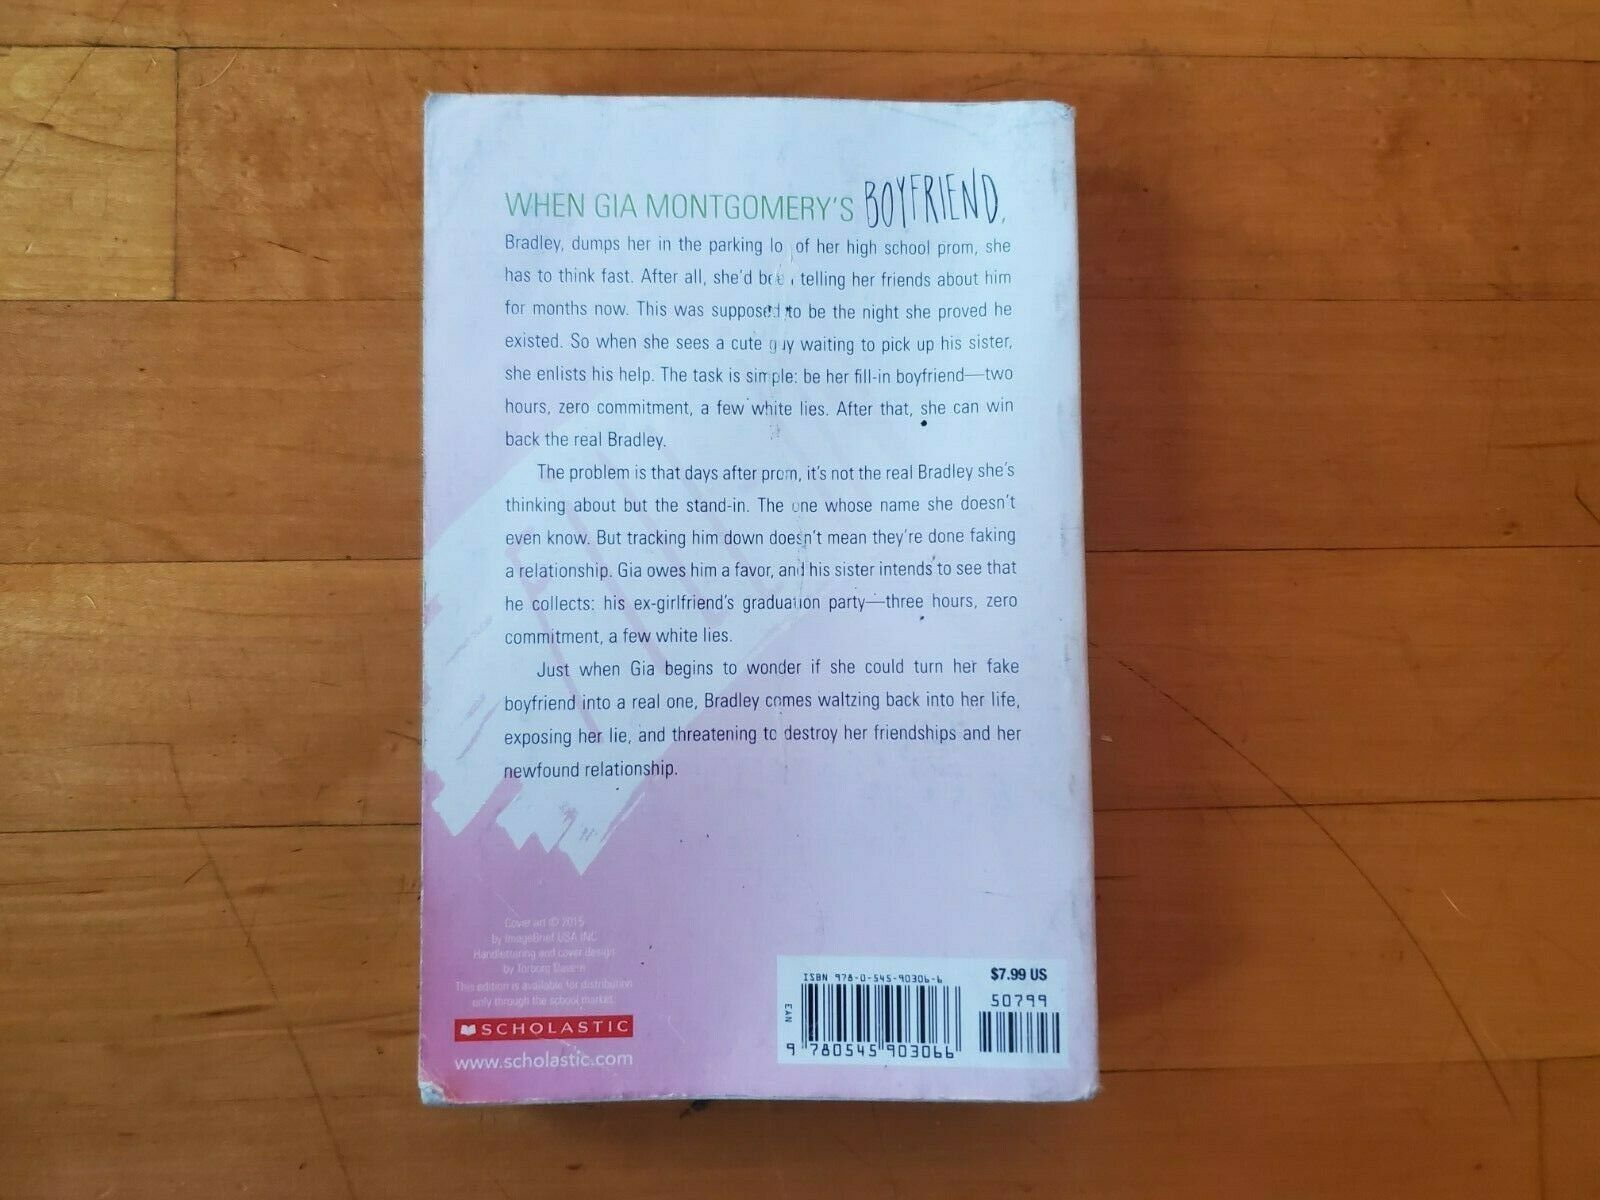 WHEN GIA MONTGOMERY'S BOYFRIEND,
Bradley, dumps her in the parking lo of her high school prom, she
has to think fast. After all, she'd been telling her friends about him
for months now. This was supposed to be the night she proved he
existed. So when she sees a cute guy waiting to pick up his sister,
she enlists his help. The task is simple: be her fill-in boyfriend—two
hours, zero commitment, a few white lies. After that, she can win
back the real Bradley.
The problem is that days after prom, it's not the real Bradley she's
thinking about but the stand-in. The one whose name she doesn't
even know. But tracking him down doesn't mean they're done faking
a relationship. Gia owes him a favor, and his sister intends to see that
he collects: his ex-girlfriend's graduation party—three hours, zero
commitment, a few white lies.
Just when Gia begins to wonder if she could turn her fake
boyfriend into a real one, Bradley comes waltzing back into her life,
exposing her lie, and threatening to destroy her friendships and her
newfound relationship.
Cover art © 2015
by ImageBrief USA INC
Handlettering and cover design
by Torborg Davern
This edition is available for distribution
only through the school market.
SCHOLASTIC
www.scholastic.com
ISBN 978-0-545-90306-6
$7.99 US
50799
EAN
9 780545 903066